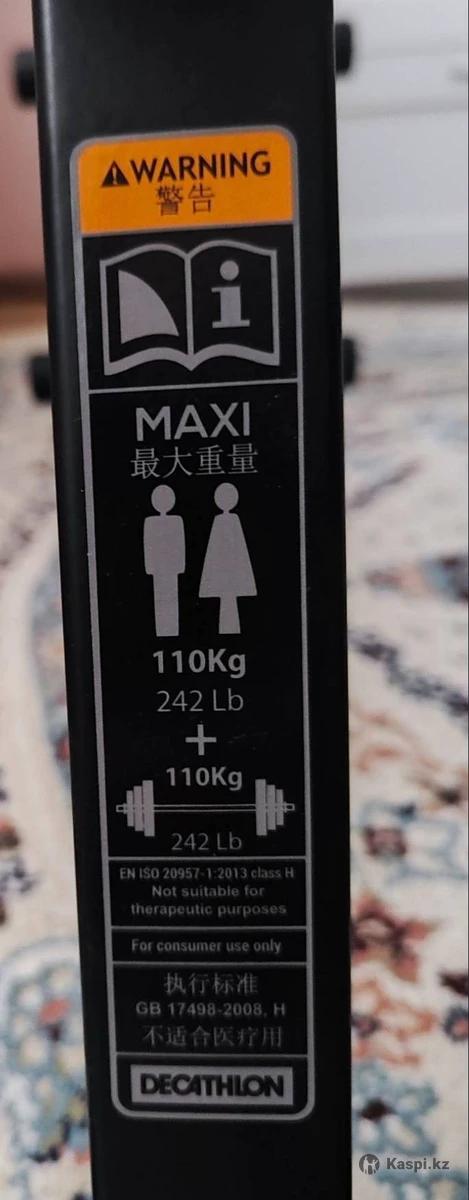 WARNING
警告
i
MAXI
最大重量
110Kg
242 Lb
+
110Kg
242 Lb
EN ISO 20957-1:2013 class H
Not suitable for
therapeutic purposes
For consumer use only
执行标准
GB 17498-2008, H
不适合医疗用
DECATHLON
Kaspi.kz